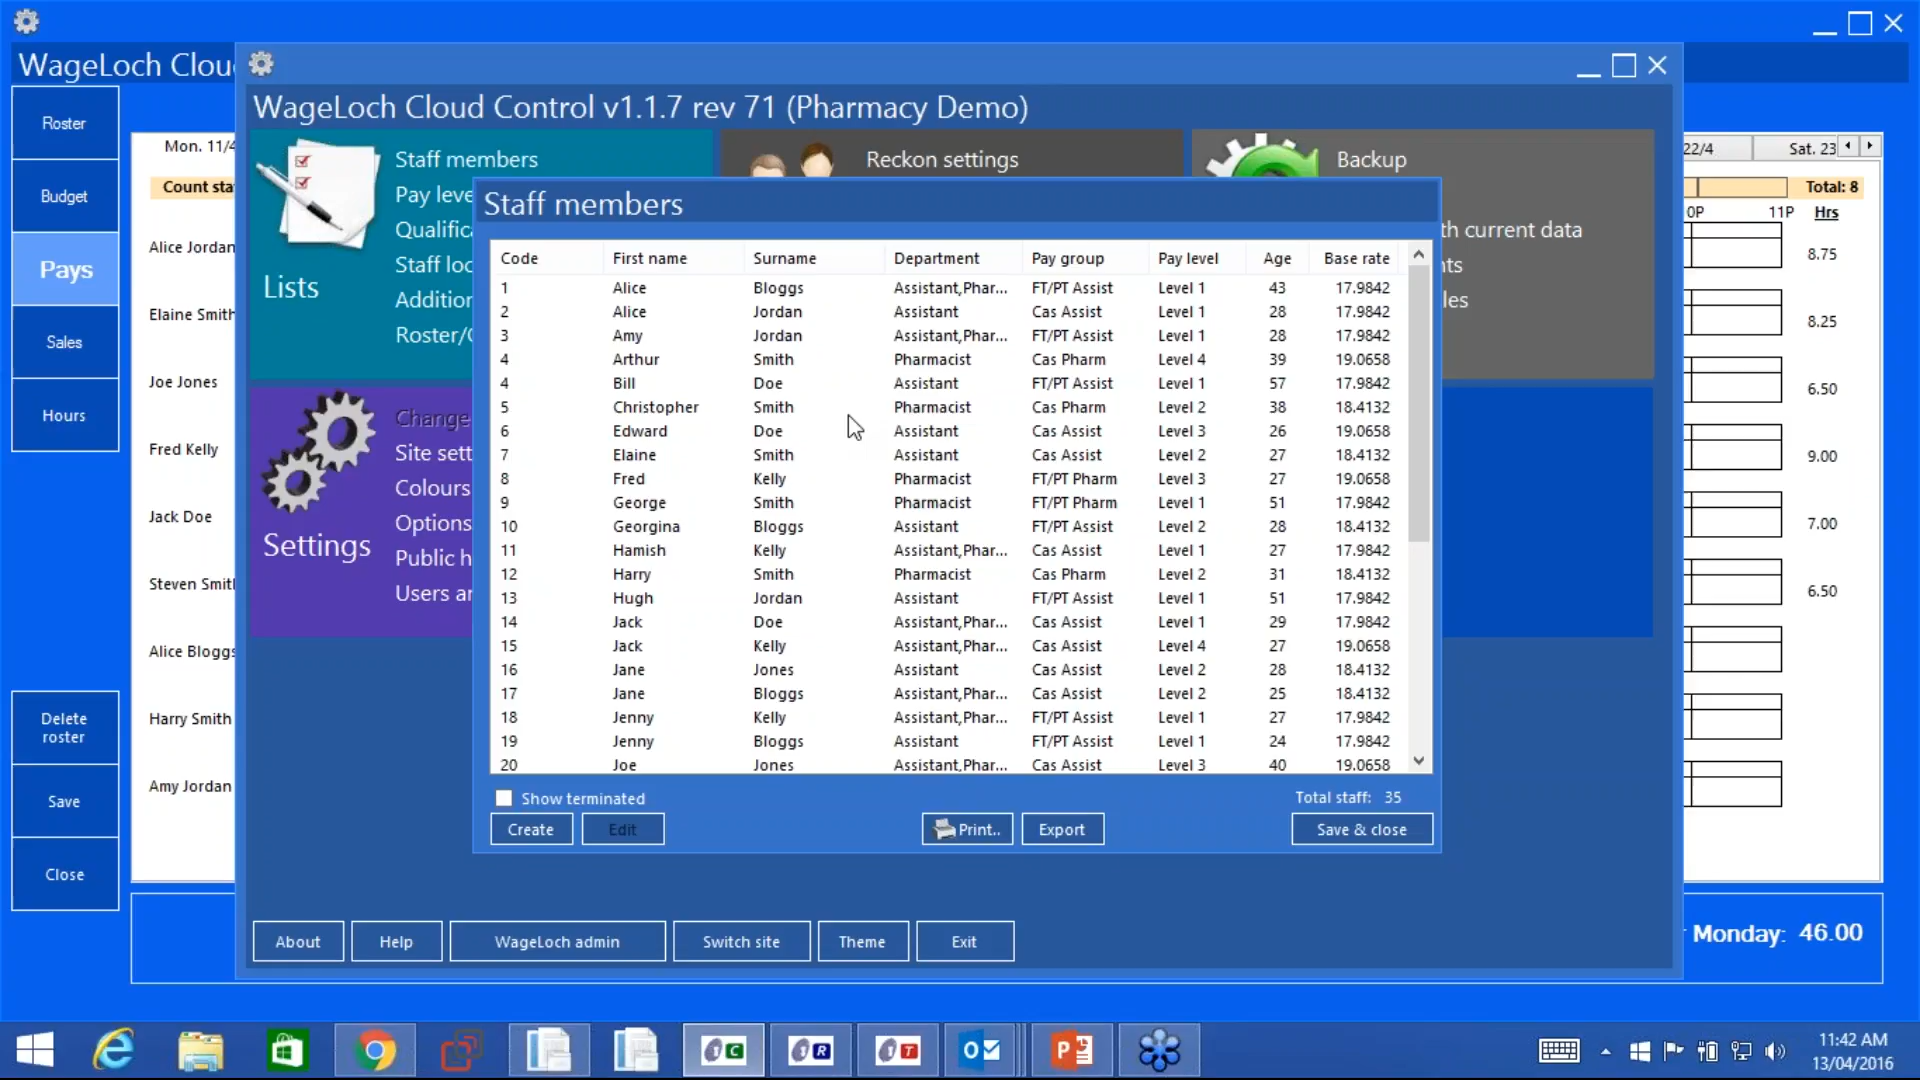 WageLoch Clou
WageLoch Cloud Control v1.1.7 rev 71 (Pharmacy Demo)
Roster
Budget
Pays
Sales
Hours
Delete roster
Save
Close
Mon. 11/4
Count sta
Alice Jordan
Elaine Smith
Joe Jones
Fred Kelly
Jack Doe
Steven Smit
Alice Bloggs
Harry Smith
Amy Jordan
Lists
Staff members
Pay leve
Qualific
Staff loc
Addition
Roster/
Settings
Change
Site sett
Colours
Options
Public h
Users a
Reckon settings
Backup
th current data
nts
les
Staff members
Code First name Surname Department Pay group Pay level Age Base rate
1 Alice Bloggs Assistant,Phar... FT/PT Assist Level 1 43 17.9842
2 Alice Jordan Assistant Cas Assist Level 1 28 17.9842
3 Amy Jordan Assistant,Phar... FT/PT Assist Level 1 28 17.9842
4 Arthur Smith Pharmacist Cas Pharm Level 4 39 19.0658
4 Bill Doe Assistant FT/PT Assist Level 1 57 17.9842
5 Christopher Smith Pharmacist Cas Pharm Level 2 38 18.4132
6 Edward Doe Assistant Cas Assist Level 3 26 19.0658
7 Elaine Smith Assistant Cas Assist Level 2 27 18.4132
8 Fred Kelly Pharmacist FT/PT Pharm Level 3 27 19.0658
9 George Smith Pharmacist FT/PT Pharm Level 1 51 17.9842
10 Georgina Bloggs Assistant FT/PT Assist Level 2 28 18.4132
11 Hamish Kelly Assistant,Phar... Cas Assist Level 1 27 17.9842
12 Harry Smith Pharmacist Cas Pharm Level 2 31 18.4132
13 Hugh Jordan Assistant FT/PT Assist Level 1 51 17.9842
14 Jack Doe Assistant,Phar... Cas Assist Level 1 29 17.9842
15 Jack Kelly Assistant,Phar... Cas Assist Level 4 27 19.0658
16 Jane Jones Assistant Cas Assist Level 2 28 18.4132
17 Jane Bloggs Assistant,Phar... Cas Assist Level 2 25 18.4132
18 Jenny Kelly Assistant,Phar... FT/PT Assist Level 1 27 17.9842
19 Jenny Bloggs Assistant FT/PT Assist Level 1 24 17.9842
20 Joe Jones Assistant,Phar... Cas Assist Level 3 40 19.0658
Show terminated
Total staff: 35
Create Edit Print.. Export Save & close
About Help WageLoch admin Switch site Theme Exit
22/4 Sat. 23
Total: 8
0P 11P Hrs
8.75
8.25
6.50
9.00
7.00
6.50
Monday: 46.00
11:42 AM
13/04/2016